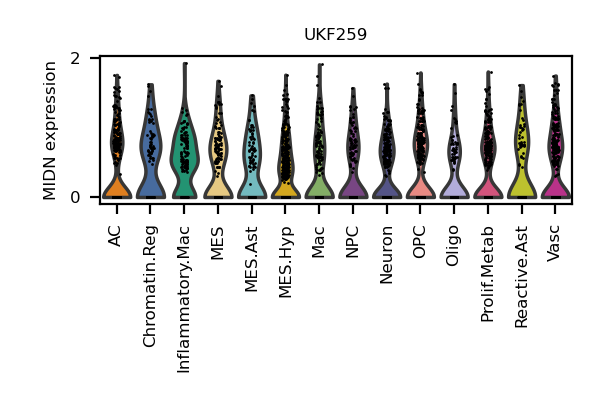 UKF259
MIDN expression
2
0
AC
Chromatin.Reg
Inflammatory.Mac
MES
MES.Ast
MES.Hyp
Mac
NPC
Neuron
OPC
Oligo
Prolif.Metab
Reactive.Ast
Vasc